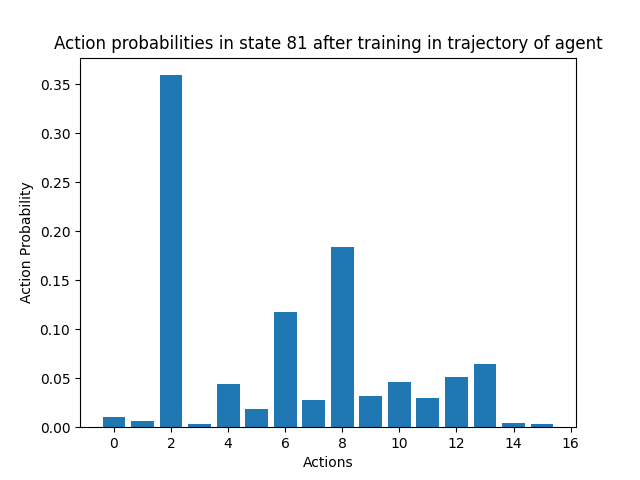 Action probabilities in state 81 after training in trajectory of agent
0.35
0.30
0.25
0.20
0.15
0.10
0.05
0.00
Action Probability
0 2 4 6 8 10 12 14 16
Actions